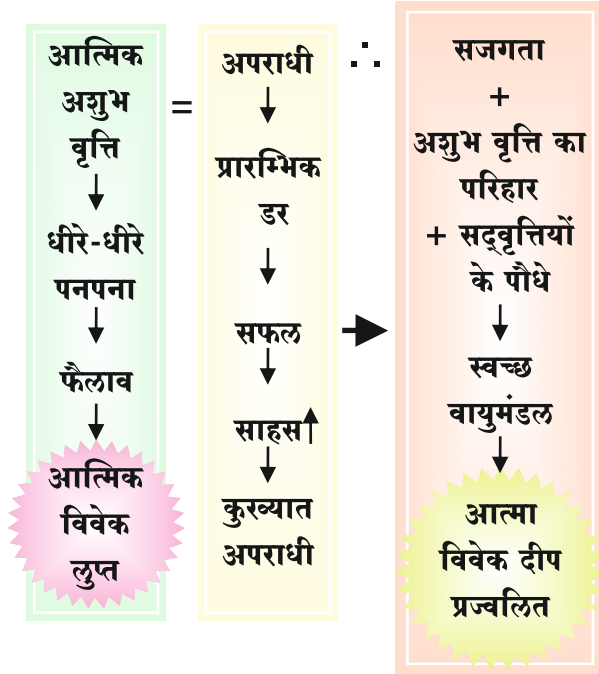 आत्मिक
अशुभ
वृत्ति
धीरे-धीरे
पनपना
फैलाव
आत्मिक
विवेक
लुप्त
=
अपराधी
प्रारम्भिक
डर
सफल
साहस
कुख्यात
अपराधी
∴
सजगता
+
अशुभ वृत्ति का
परिहार
+ सद्‌वृत्तियों
के पौधे
स्वच्छ
वायुमंडल
आत्मा
विवेक दीप
प्रज्वलित